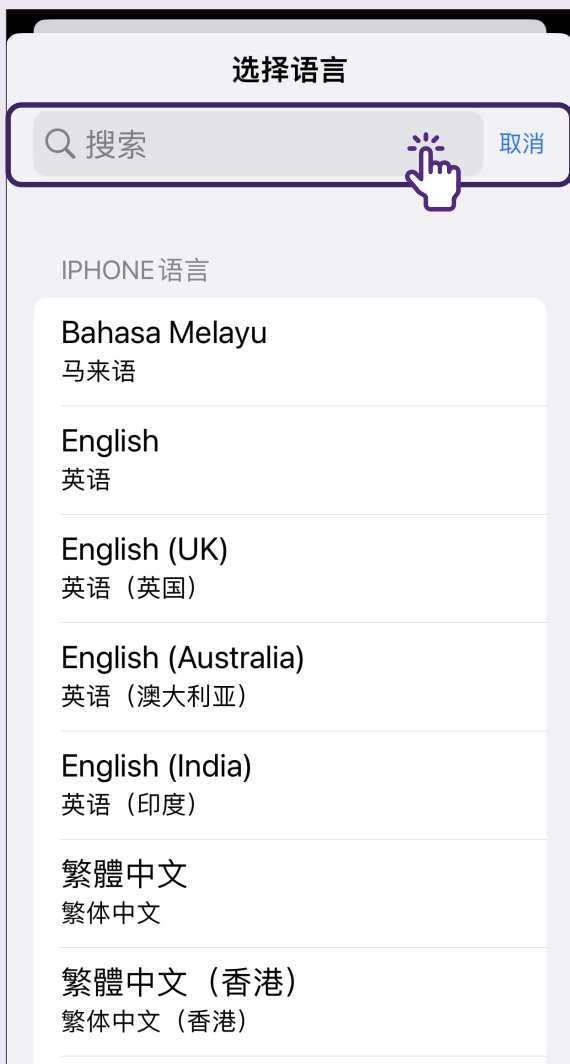 选择语言
搜索
取消
IPHONE语言
Bahasa Melayu
马来语
English
英语
English (UK)
英语（英国）
English (Australia)
英语（澳大利亚）
English (India)
英语（印度）
繁體中文
繁体中文
繁體中文（香港）
繁体中文（香港）